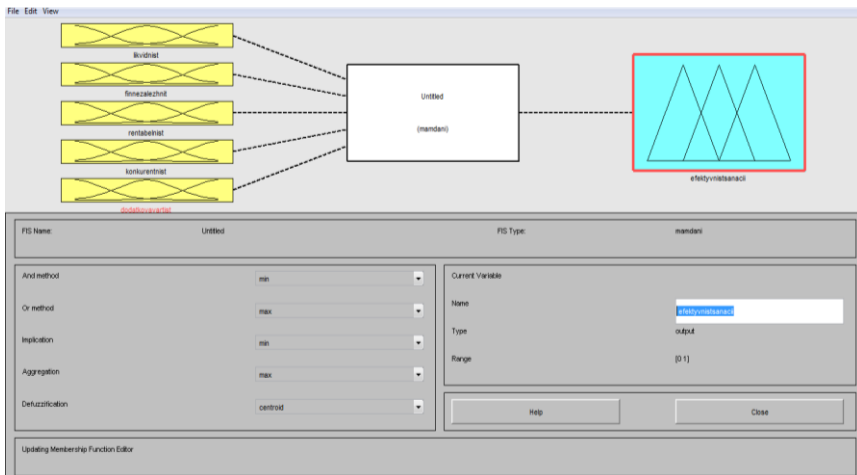 File Edit View
likvidnist
finnezalezhnit
rentabelnist
konkurentnist
dodatkovavartist
Untitled
(mamdani)
efektyvnistsanacii
FIS Name: Untitled FIS Type: mamdani
And method min
Or method max
Implication min
Aggregation max
Defuzzification centroid
Current Variable
Name efektyvnistsanacii
Type output
Range [0 1]
Help Close
Updating Membership Function Editor